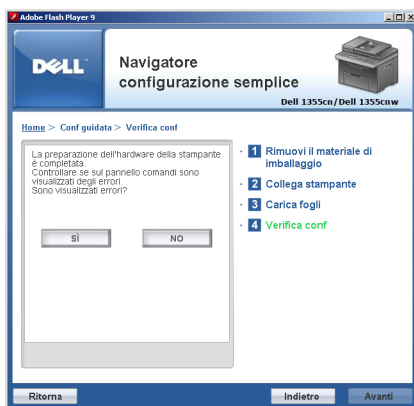 Adobe Flash Player 9
DELL
Navigatore
configurazione semplice
Dell 1355cn/Dell 1355cnw
Home > Conf guidata > Verifica conf
La preparazione dell'hardware della stampante
è completata.
Controllare se sul pannello comandi sono
visualizzati degli errori.
Sono visualizzati errori?
SÌ
NO
1 Rimuovi il materiale di
imballaggio
2 Collega stampante
3 Carica fogli
4 Verifica conf
Ritorna
Indietro
Avanti